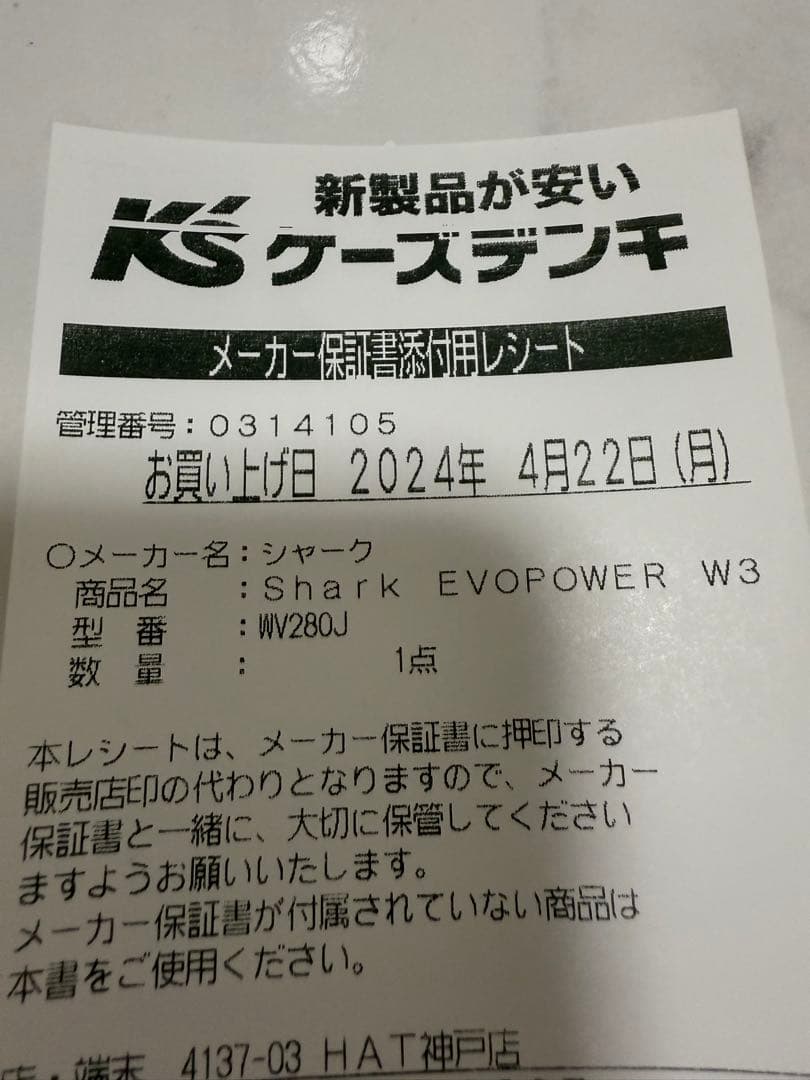 新製品が安い
K's ケーズデンキ
メーカー保証書添付用レシート
管理番号：0314105
お買い上げ日 2024年 4月22日(月)
〇メーカー名：シャーク
商品名 ：Shark EVOPOWER W3
型 番 ：WV280J
数 量 ： 1点
本レシートは、メーカー保証書に押印する
販売店印の代わりとなりますので、メーカー
保証書と一緒に、大切に保管してください
ますようお願いいたします。
メーカー保証書が付属されていない商品は
本書をご使用ください。
店・端末 4137-03 HAT神戸店